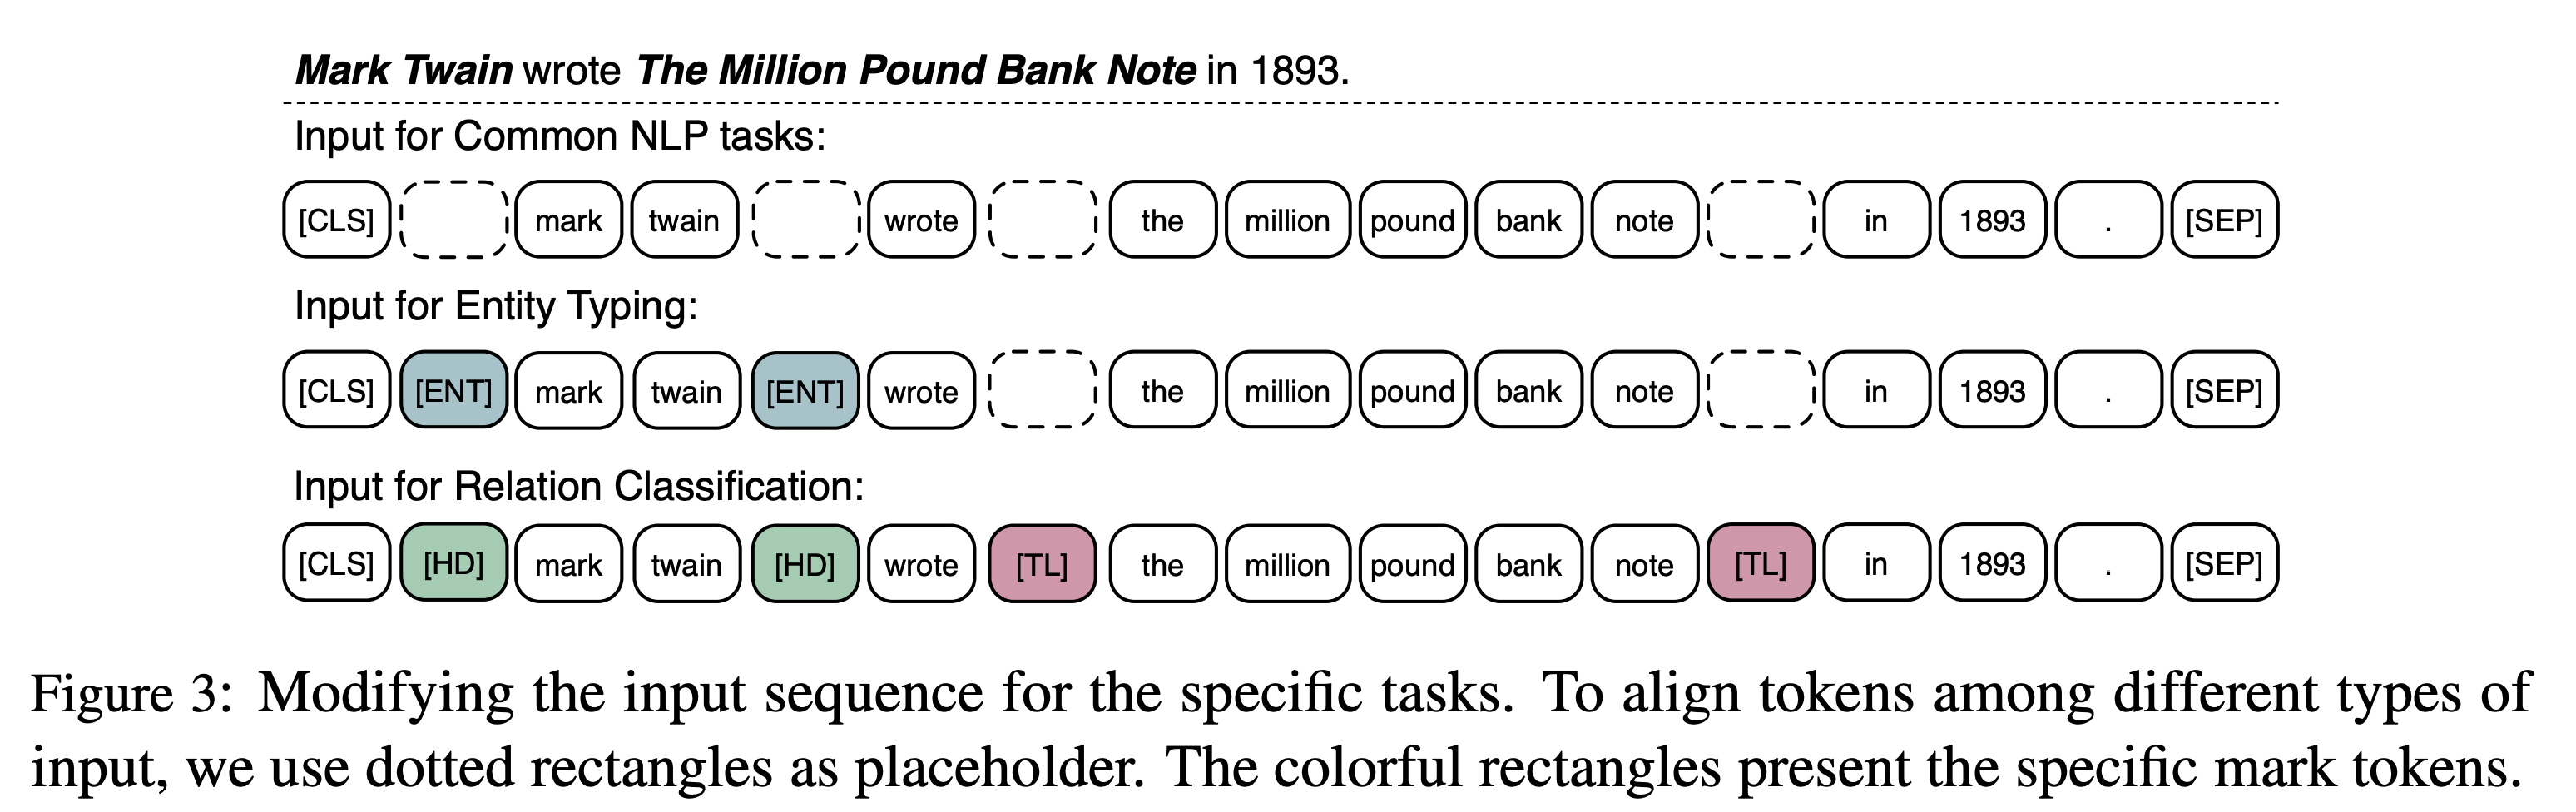 Mark Twain wrote The Million Pound Bank Note in 1893.
Input for Common NLP tasks:
[CLS] mark twain wrote the million pound bank note in 1893 . [SEP]
Input for Entity Typing:
[CLS] [ENT] mark twain [ENT] wrote the million pound bank note in 1893 . [SEP]
Input for Relation Classification:
[CLS] [HD] mark twain [HD] wrote [TL] the million pound bank note [TL] in 1893 . [SEP]
Figure 3: Modifying the input sequence for the specific tasks. To align tokens among different types of
input, we use dotted rectangles as placeholder. The colorful rectangles present the specific mark tokens.